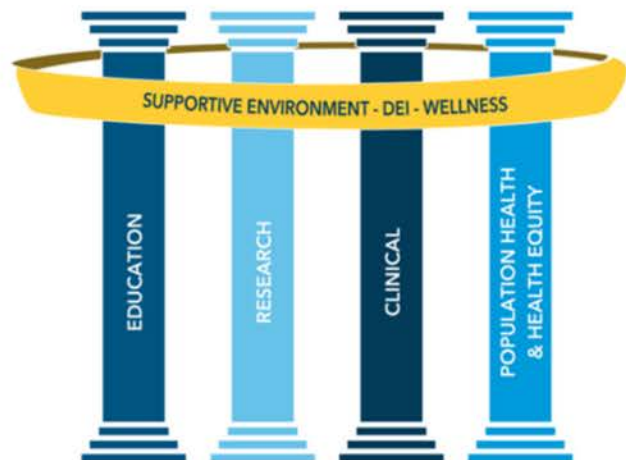 SUPPORTIVE ENVIRONMENT - DEI - WELLNESS
EDUCATION
RESEARCH
CLINICAL
POPULATION HEALTH
& HEALTH EQUITY